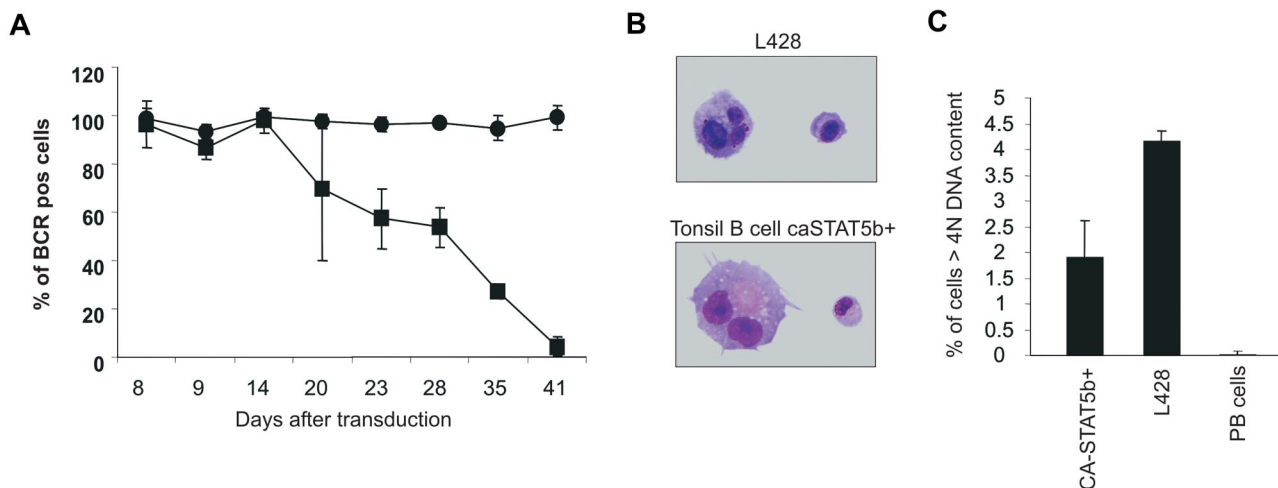 A
% of BCR pos cells
120
100
80
60
40
20
0
8 9 14 20 23 28 35 41
Days after transduction
B
L428
Tonsil B cell caSTAT5b+
C
% of cells > 4N DNA content
5
4.5
4
3.5
3
2.5
2
1.5
1
0.5
0
CA-STAT5b+
L428
PB cells